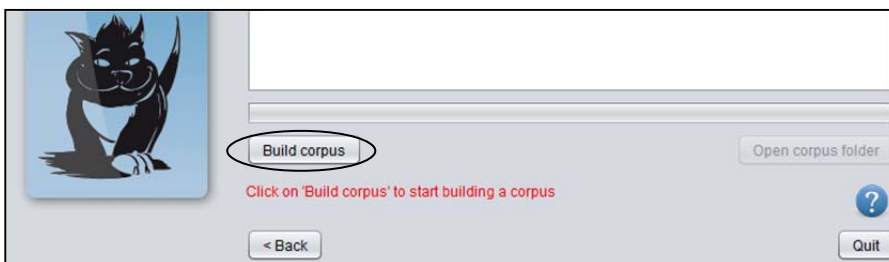 Build corpus
Open corpus folder
Click on 'Build corpus' to start building a corpus
?
< Back
Quit